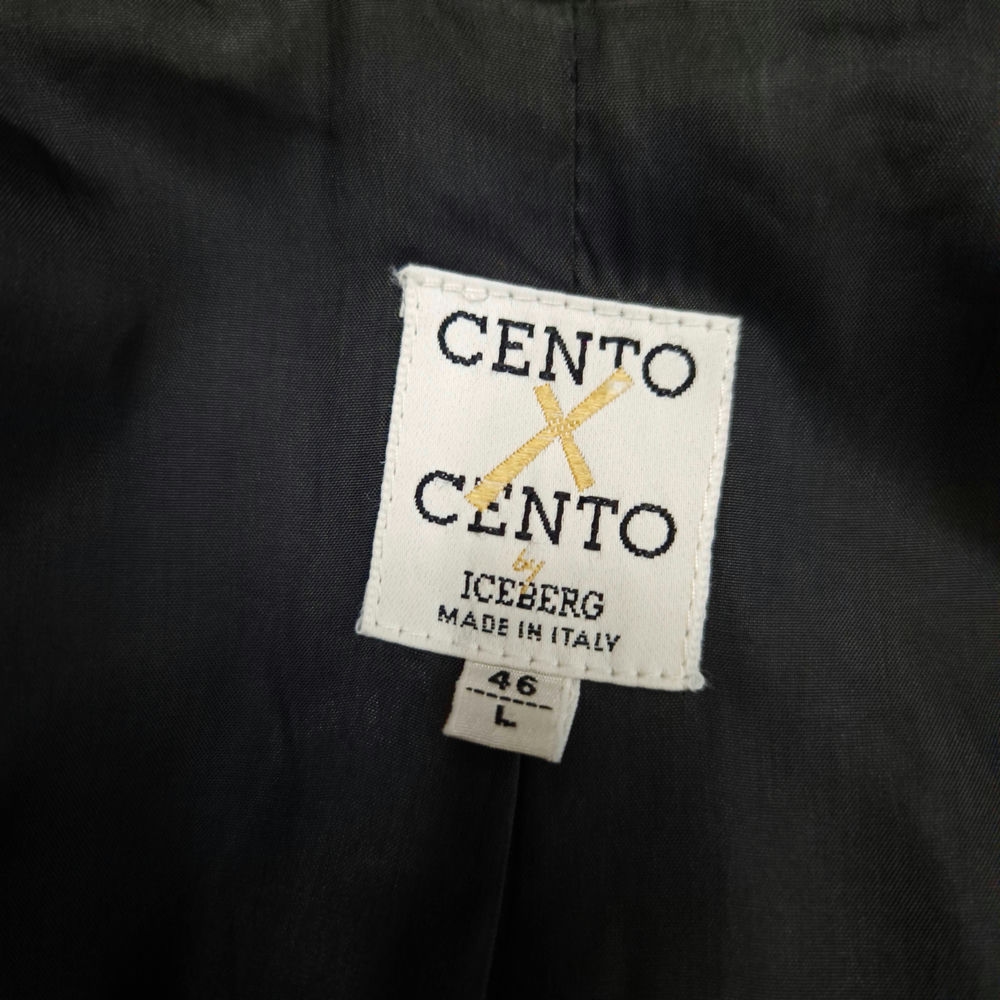 CENTO
X
CENTO
by
ICEBERG
MADE IN ITALY
46
L